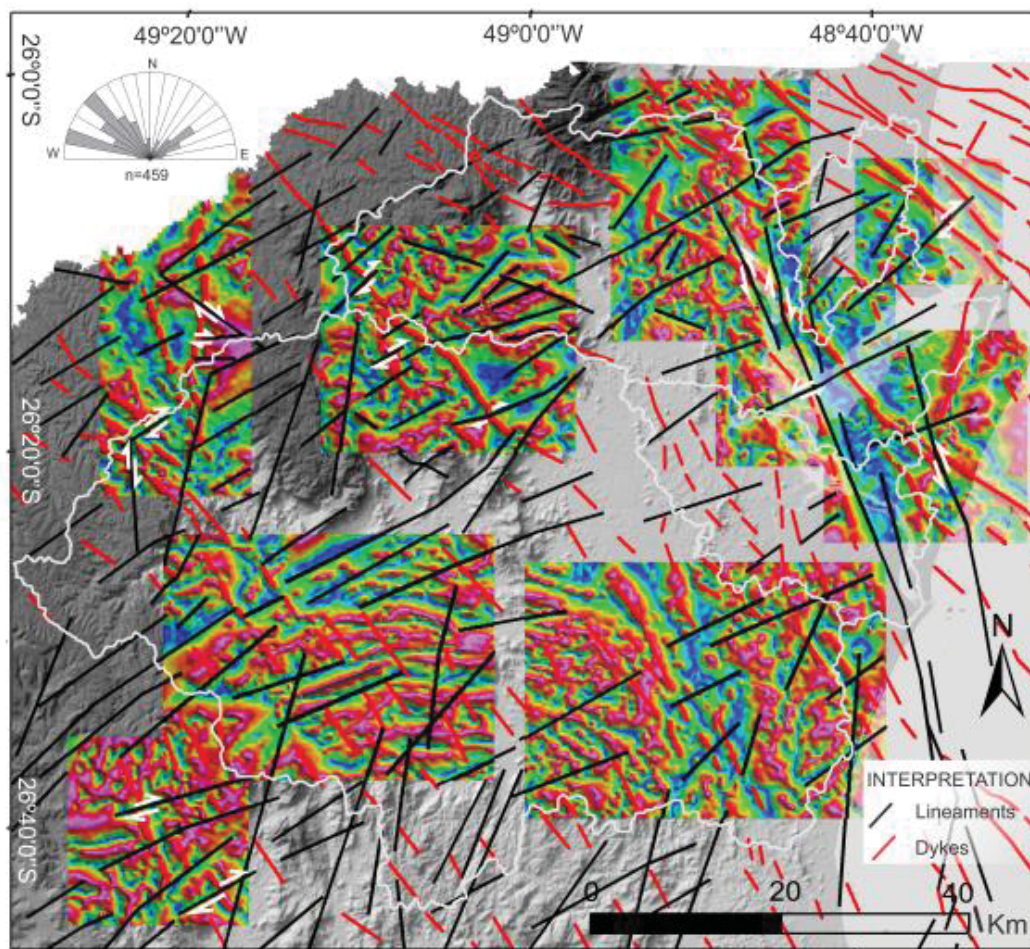 49°20'0"W
49°0'0"W
48°40'0"W
26°0'0"S
N
W
E
n=459
26°20'0"S
26°40'0"S
N
INTERPRETATION
Lineaments
Dykes
0
20
40
Km